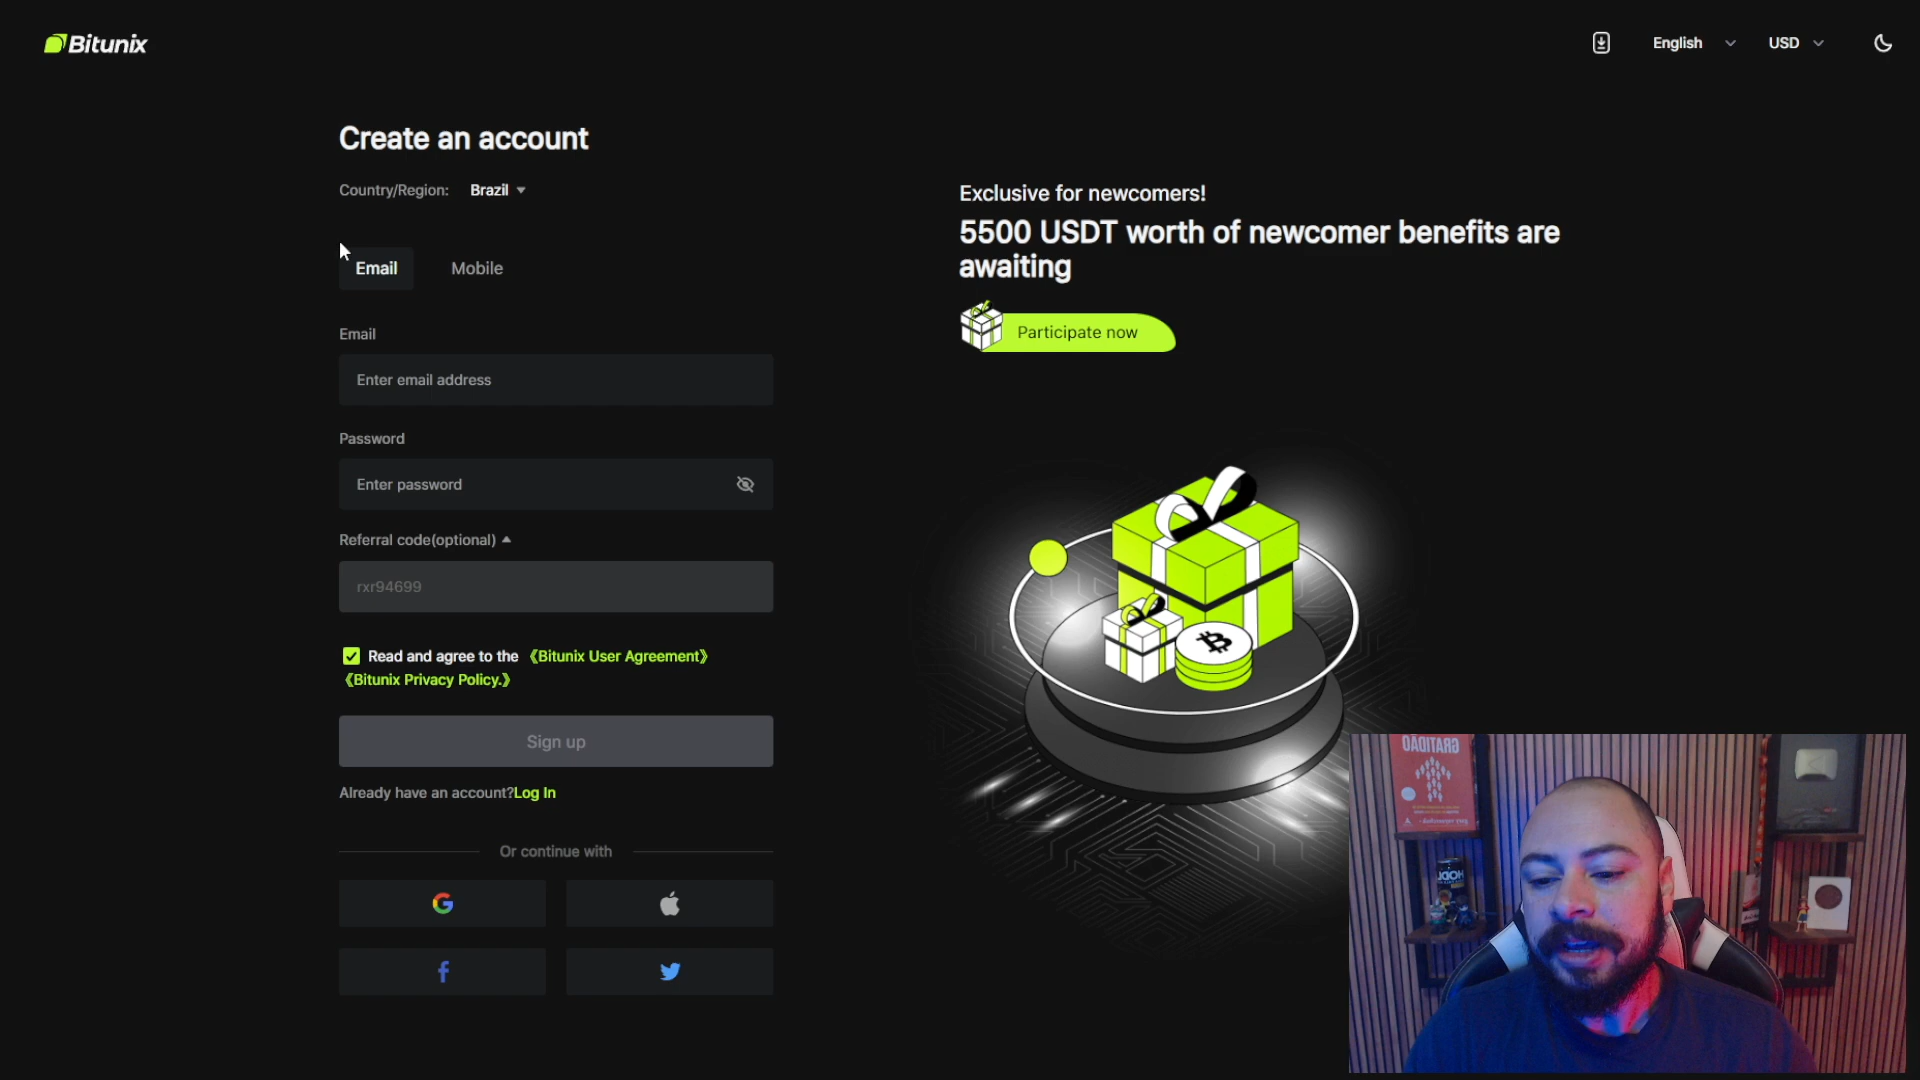 Bitunix
English
USD
Create an account
Country/Region: Brazil
Email
Mobile
Email
Enter email address
Password
Enter password
Referral code(optional)
rxr94699
Read and agree to the 《Bitunix User Agreement》
《Bitunix Privacy Policy.》
Sign up
Already have an account?Log In
Or continue with
Exclusive for newcomers!
5500 USDT worth of newcomer benefits are
awaiting
Participate now
GRATIDÃO
HODL